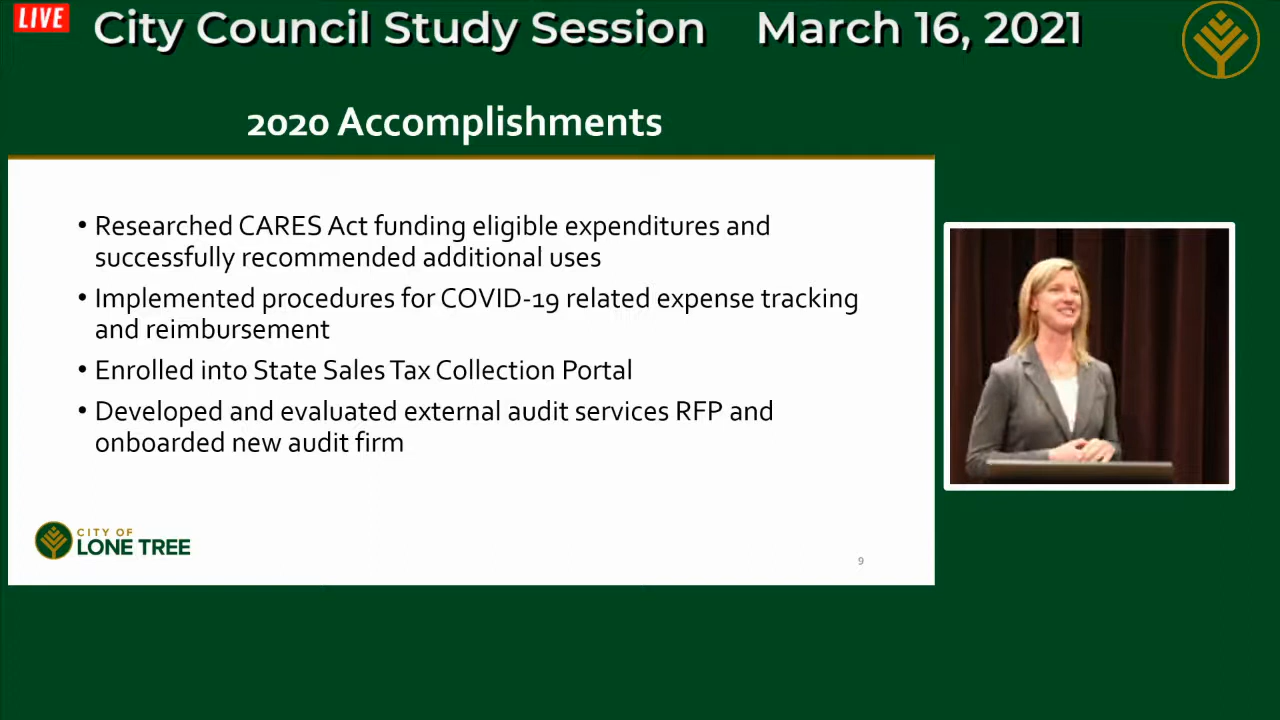 LIVE
City Council Study Session March 16, 2021
2020 Accomplishments
• Researched CARES Act funding eligible expenditures and
successfully recommended additional uses
• Implemented procedures for COVID-19 related expense tracking
and reimbursement
• Enrolled into State Sales Tax Collection Portal
• Developed and evaluated external audit services RFP and
onboarded new audit firm
CITY OF
LONE TREE
9